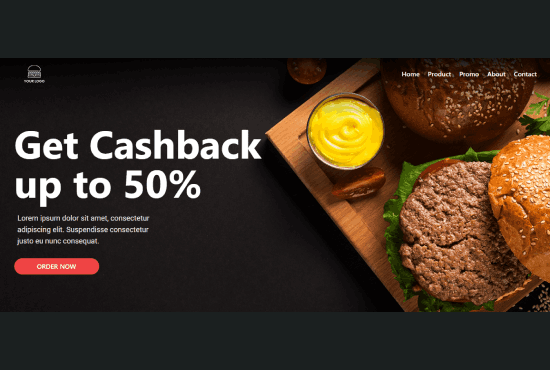 YOUR LOGO
Home Product Promo About Contact
Get Cashback
up to 50%
Lorem ipsum dolor sit amet, consectetur
adipiscing elit. Suspendisse consectetur
justo eu nunc consequat.
ORDER NOW